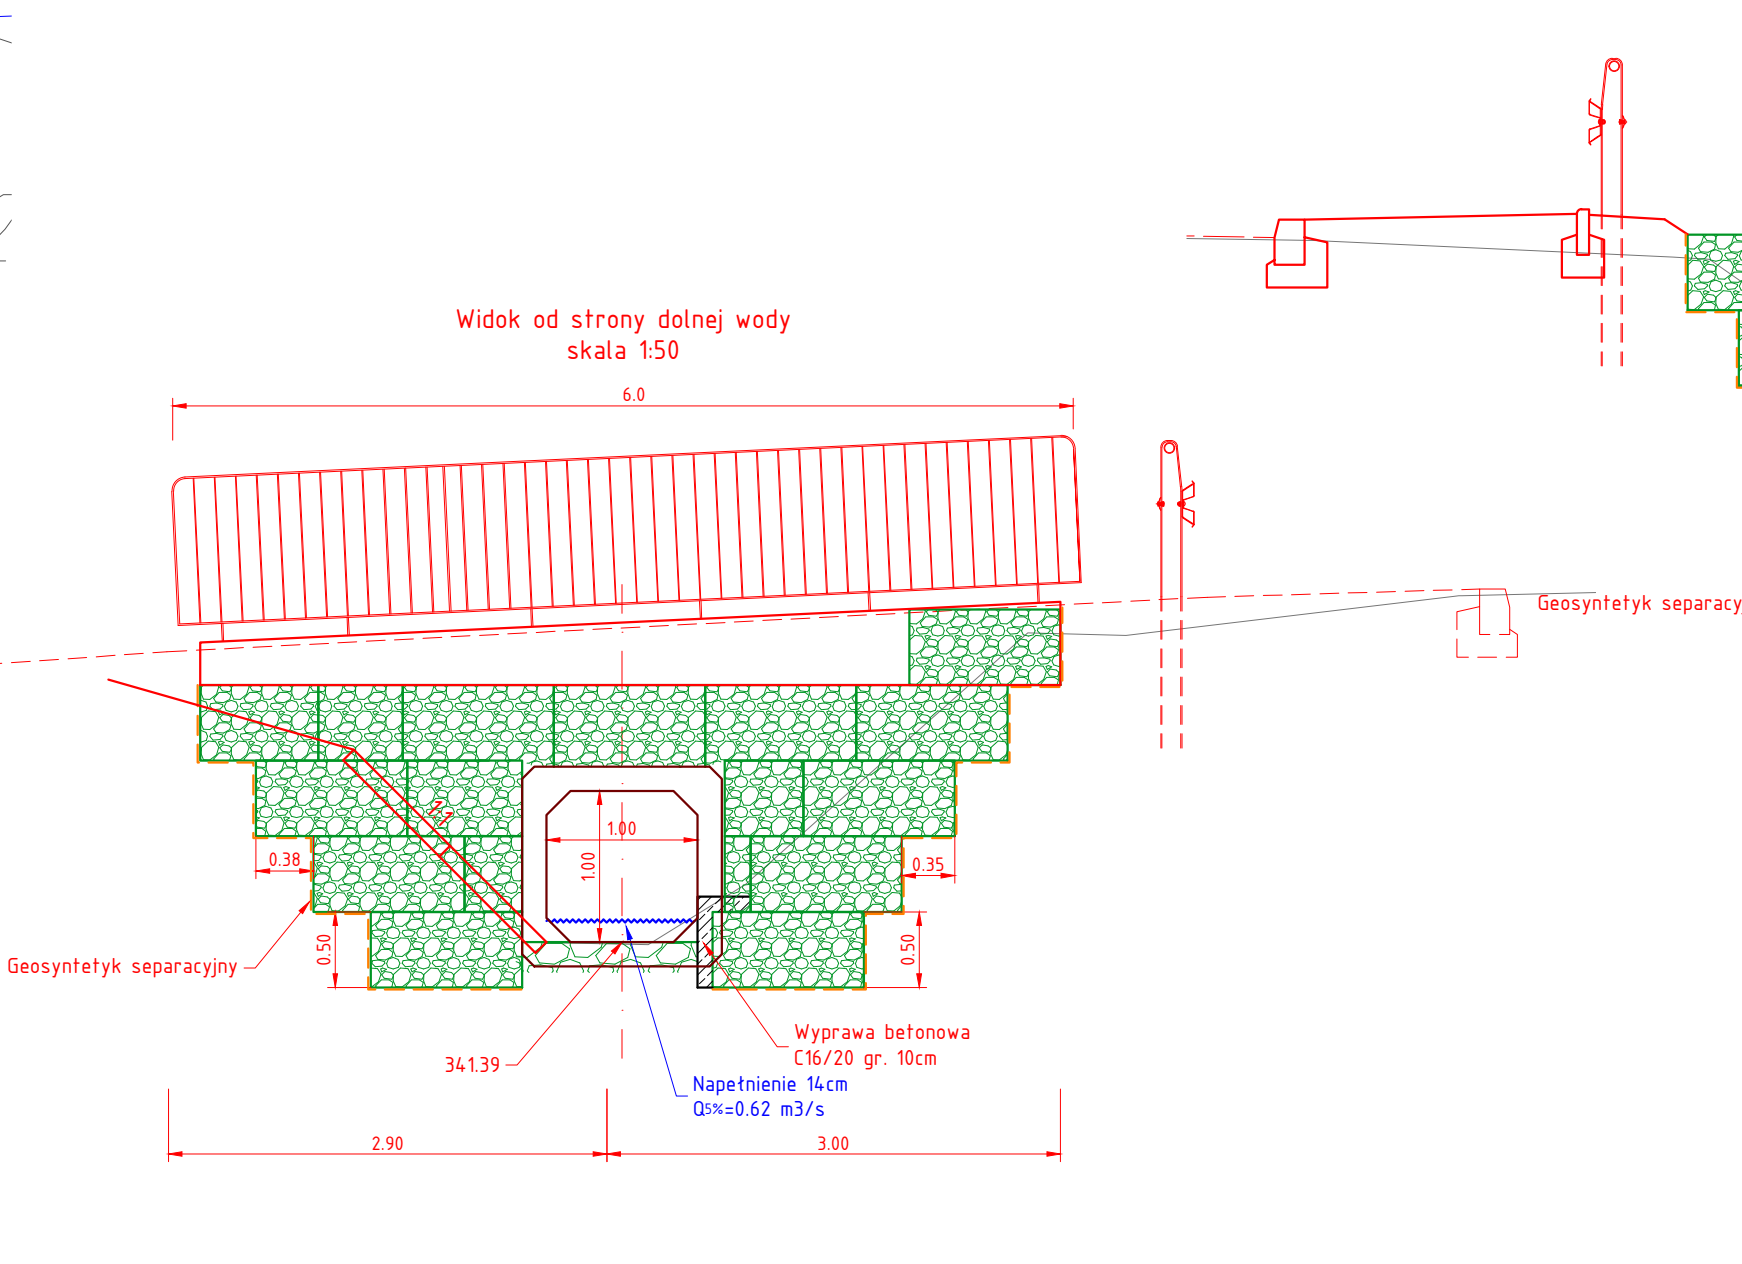 Widok od strony dolnej wody
skala 1:50
6.0
Geosyntetyk separacy
1:1
1.00
1.00
0.38
0.35
0.50
0.50
Geosyntetyk separacyjny
Wyprawa betonowa
C16/20 gr. 10cm
341.39
Napełnienie 14cm
Q5%=0.62 m3/s
2.90
3.00